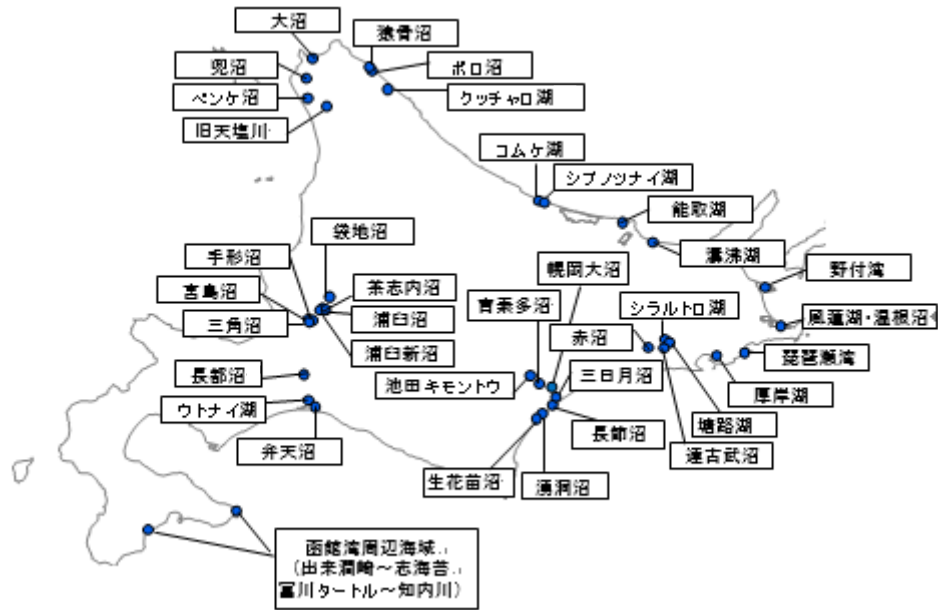 大沼
猿骨沼
兜沼
ポロ沼
ペンケ沼
クッチャロ湖
旧天塩川
コムケ湖
シブノツナイ湖
能取湖
袋地沼
濤沸湖
手形沼
幌岡大沼
野付湾
宮島沼
茶志内沼
育素多沼
シラルトロ湖
三角沼
浦臼沼
赤沼
風蓮湖・温根沼
浦臼新沼
琵琶瀬湾
長都沼
池田キモントウ
三日月沼
厚岸湖
ウトナイ湖
塘路湖
長節沼
弁天沼
達古武沼
生花苗沼
湧洞沼
函館湾周辺海域
(出来澗崎～志海苔
富川タートル～知内川)